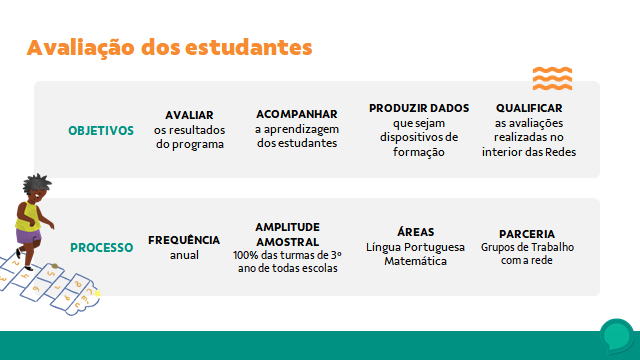 Avaliação dos estudantes
OBJETIVOS
AVALIAR
os resultados
do programa
ACOMPANHAR
a aprendizagem
dos estudantes
PRODUZIR DADOS
que sejam
dispositivos de
formação
QUALIFICAR
as avaliações
realizadas no
interior das Redes
PROCESSO
FREQUÊNCIA
anual
AMPLITUDE
AMOSTRAL
100% das turmas de 3º
ano de todas escolas
ÁREAS
Língua Portuguesa
Matemática
PARCERIA
Grupos de Trabalho
com a rede